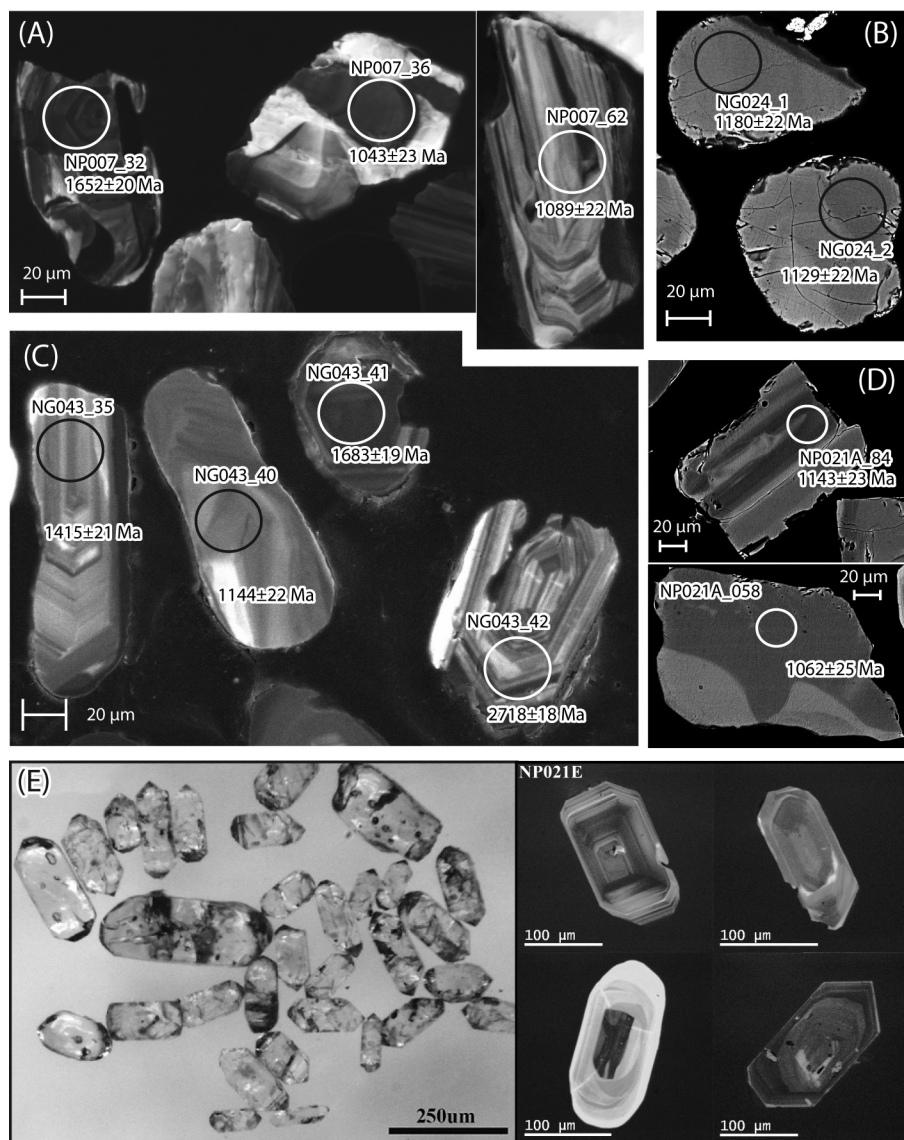 (A)
NP007_36
NP007_32
1652±20 Ma
1043±23 Ma
20 µm
NP007_62
1089±22 Ma
(B)
NG024_1
1180±22 Ma
NG024_2
1129±22 Ma
20 µm
(C)
NG043_35
1415±21 Ma
NG043_40
1144±22 Ma
NG043_41
1683±19 Ma
NG043_42
2718±18 Ma
20 µm
(D)
NP021A_84
1143±23 Ma
20 µm
20 µm
NP021A_058
1062±25 Ma
(E)
250um
NP021E
100 µm
100 µm
100 µm
100 µm